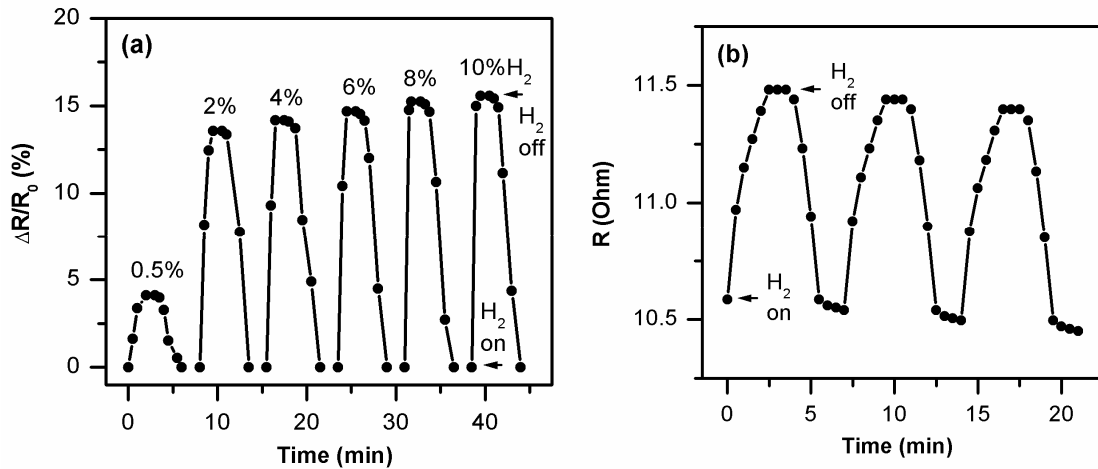 (a)
20
15
10
5
0
ΔR/R₀ (%)
0.5%
2%
4%
6%
8%
10%H₂
H₂
off
H₂
on
0
10
20
30
40
Time (min)
(b)
11.5
11.0
10.5
R (Ohm)
H₂
off
H₂
on
0
5
10
15
20
Time (min)